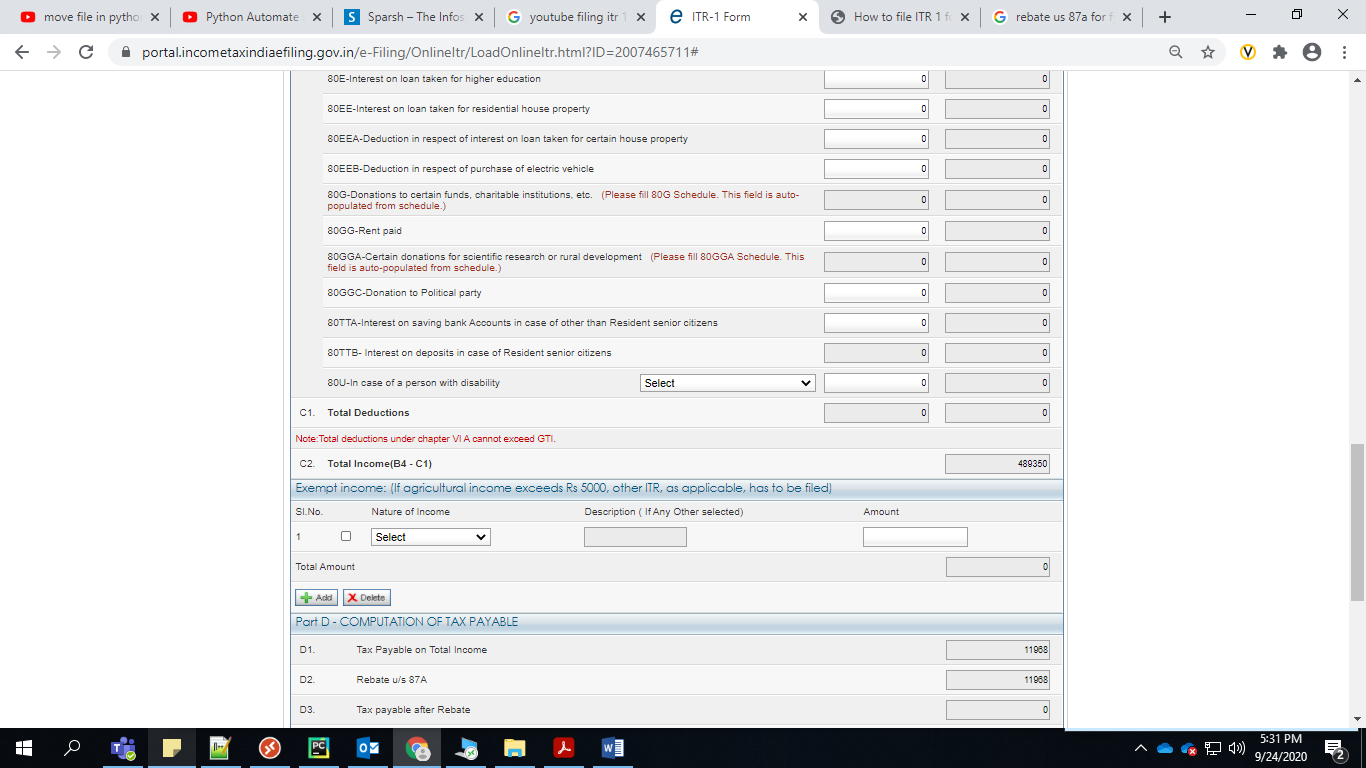 move file in pytho
Python Automate
Sparsh – The Infos
youtube filing itr 1
ITR-1 Form
How to file ITR 1 f
rebate us 87a for f
portal.incometaxindiaefiling.gov.in/e-Filing/OnlineItr/LoadOnlineItr.html?ID=2007465711#
80E-Interest on loan taken for higher education 0 0
80EE-Interest on loan taken for residential house property 0 0
80EEA-Deduction in respect of interest on loan taken for certain house property 0 0
80EEB-Deduction in respect of purchase of electric vehicle 0 0
80G-Donations to certain funds, charitable institutions, etc. (Please fill 80G Schedule. This field is auto-
populated from schedule.) 0 0
80GG-Rent paid 0 0
80GGA-Certain donations for scientific research or rural development (Please fill 80GGA Schedule. This
field is auto-populated from schedule.) 0 0
80GGC-Donation to Political party 0 0
80TTA-Interest on saving bank Accounts in case of other than Resident senior citizens 0 0
80TTB- Interest on deposits in case of Resident senior citizens 0 0
80U-In case of a person with disability Select 0 0
C1. Total Deductions 0 0
Note:Total deductions under chapter VI A cannot exceed GTI.
C2. Total Income(B4 - C1) 489350
Exempt income: (If agricultural income exceeds Rs 5000, other ITR, as applicable, has to be filed)
Sl.No. Nature of Income Description ( If Any Other selected) Amount
1 Select
Total Amount 0
Add Delete
Part D - COMPUTATION OF TAX PAYABLE
D1. Tax Payable on Total Income 11968
D2. Rebate u/s 87A 11968
D3. Tax payable after Rebate 0
5:31 PM
9/24/2020
2